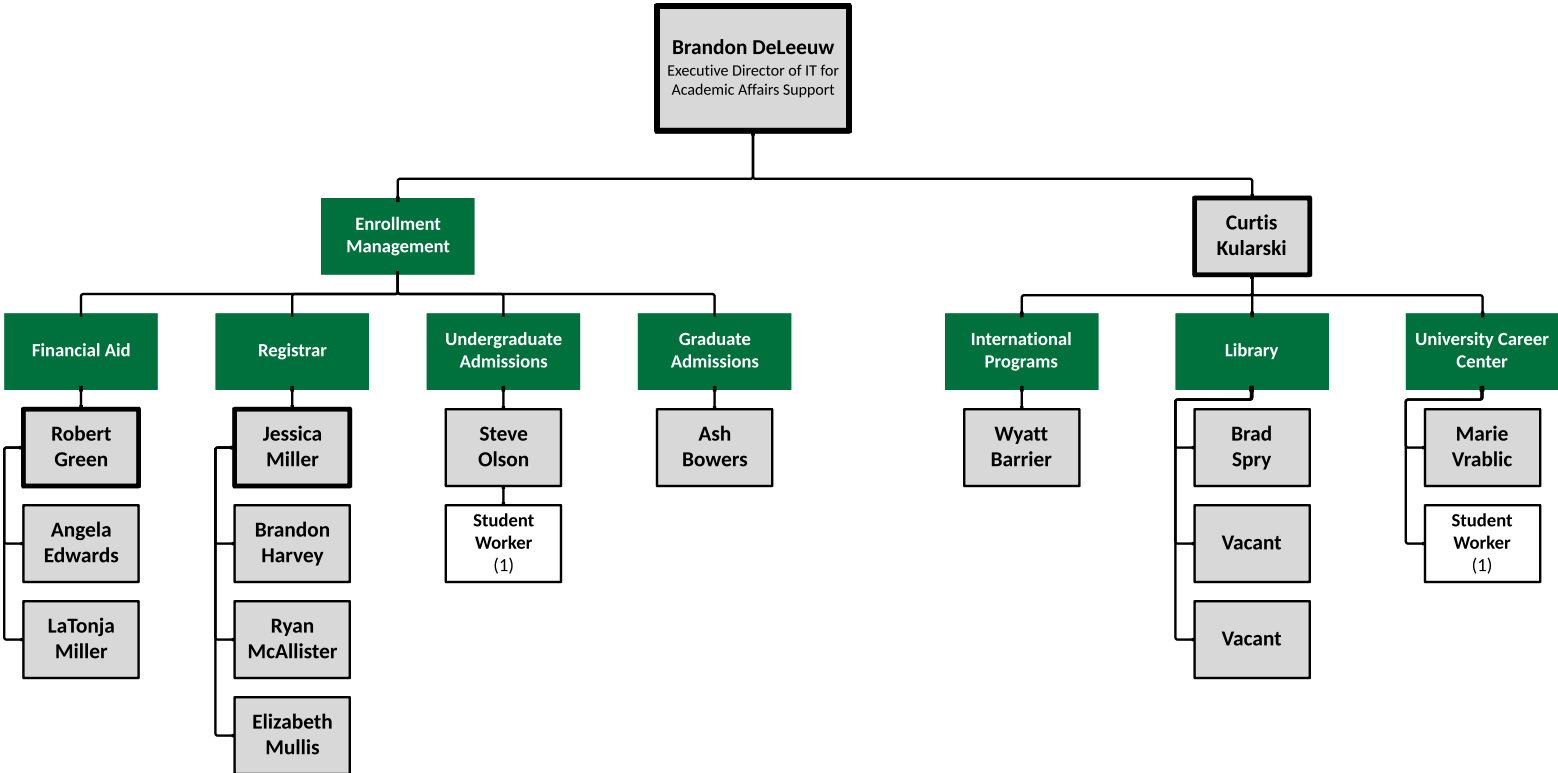 Brandon DeLeeuw
Executive Director of IT for
Academic Affairs Support
Enrollment
Management
Curtis
Kularski
Financial Aid
Registrar
Undergraduate
Admissions
Graduate
Admissions
International
Programs
Library
University Career
Center
Robert
Green
Jessica
Miller
Steve
Olson
Ash
Bowers
Wyatt
Barrier
Brad
Spry
Marie
Vrablic
Angela
Edwards
Brandon
Harvey
Student
Worker
(1)
Vacant
Student
Worker
(1)
LaTonja
Miller
Ryan
McAllister
Vacant
Elizabeth
Mullis